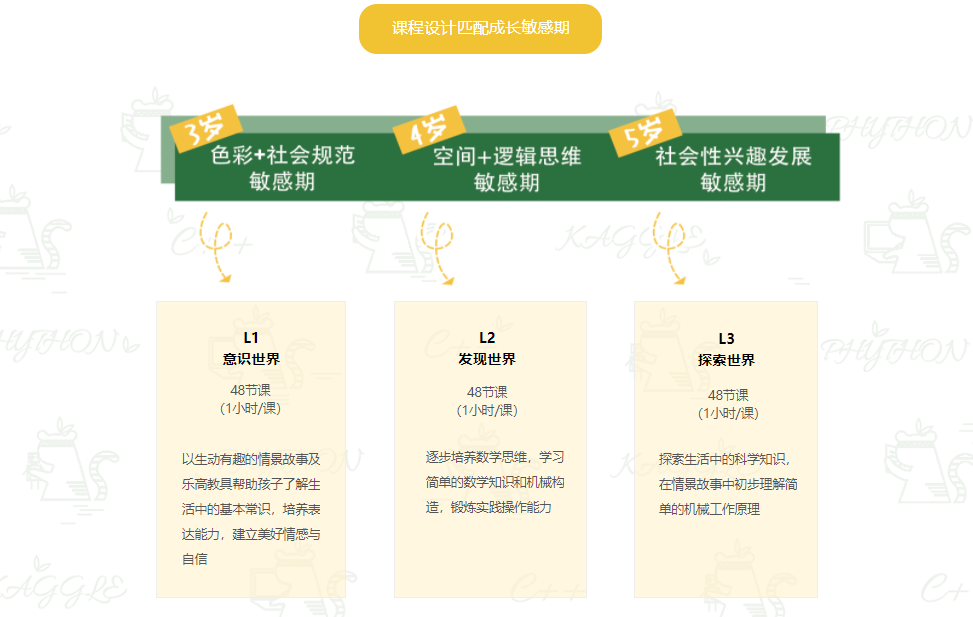 课程设计匹配成长敏感期
3岁
色彩+社会规范
敏感期
4岁
空间+逻辑思维
敏感期
5岁
社会性兴趣发展
敏感期
L1
意识世界
48节课
(1小时/课)
以生动有趣的情景故事及
乐高教具帮助孩子了解生
活中的基本常识，培养表
达能力，建立美好情感与
自信
L2
发现世界
48节课
(1小时/课)
逐步培养数学思维，学习
简单的数学知识和机械构
造，锻炼实践操作能力
L3
探索世界
48节课
(1小时/课)
探索生活中的科学知识，
在情景故事中初步理解简
单的机械工作原理
PHYTHON
C++
KAGGLE
PHYTHON
PHYTHON
KAGGLE
C++
C++